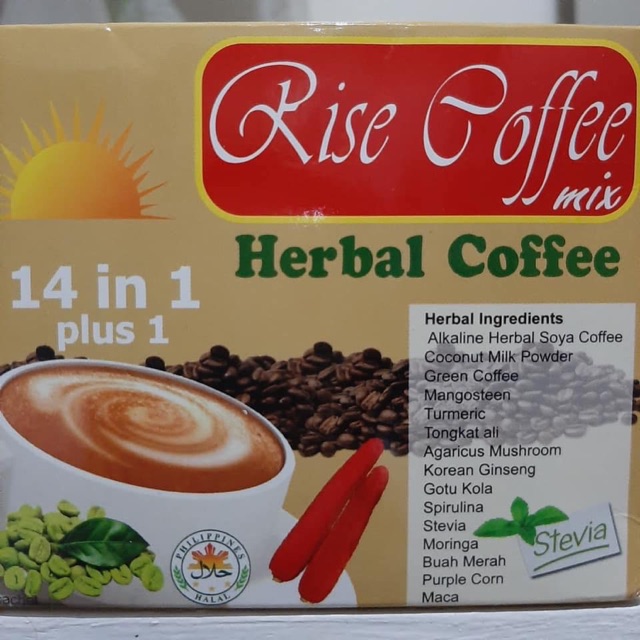 Rise Coffee
mix
Herbal Coffee
14 in 1
plus 1
Herbal Ingredients
Alkaline Herbal Soya Coffee
Coconut Milk Powder
Green Coffee
Mangosteen
Turmeric
Tongkat ali
Agaricus Mushroom
Korean Ginseng
Gotu Kola
Spirulina
Stevia
Moringa
Buah Merah
Purple Corn
Maca
Stevia
PHILIPPINES
حلال
HALAL